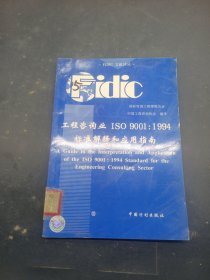 Fidic
工程咨询业 ISO 9001:1994
标准解释和应用指南
A Guide to the Interpretation and Application
of the ISO 9001:1994 Standard for the
Engineering Consulting Sector
中国计划出版社